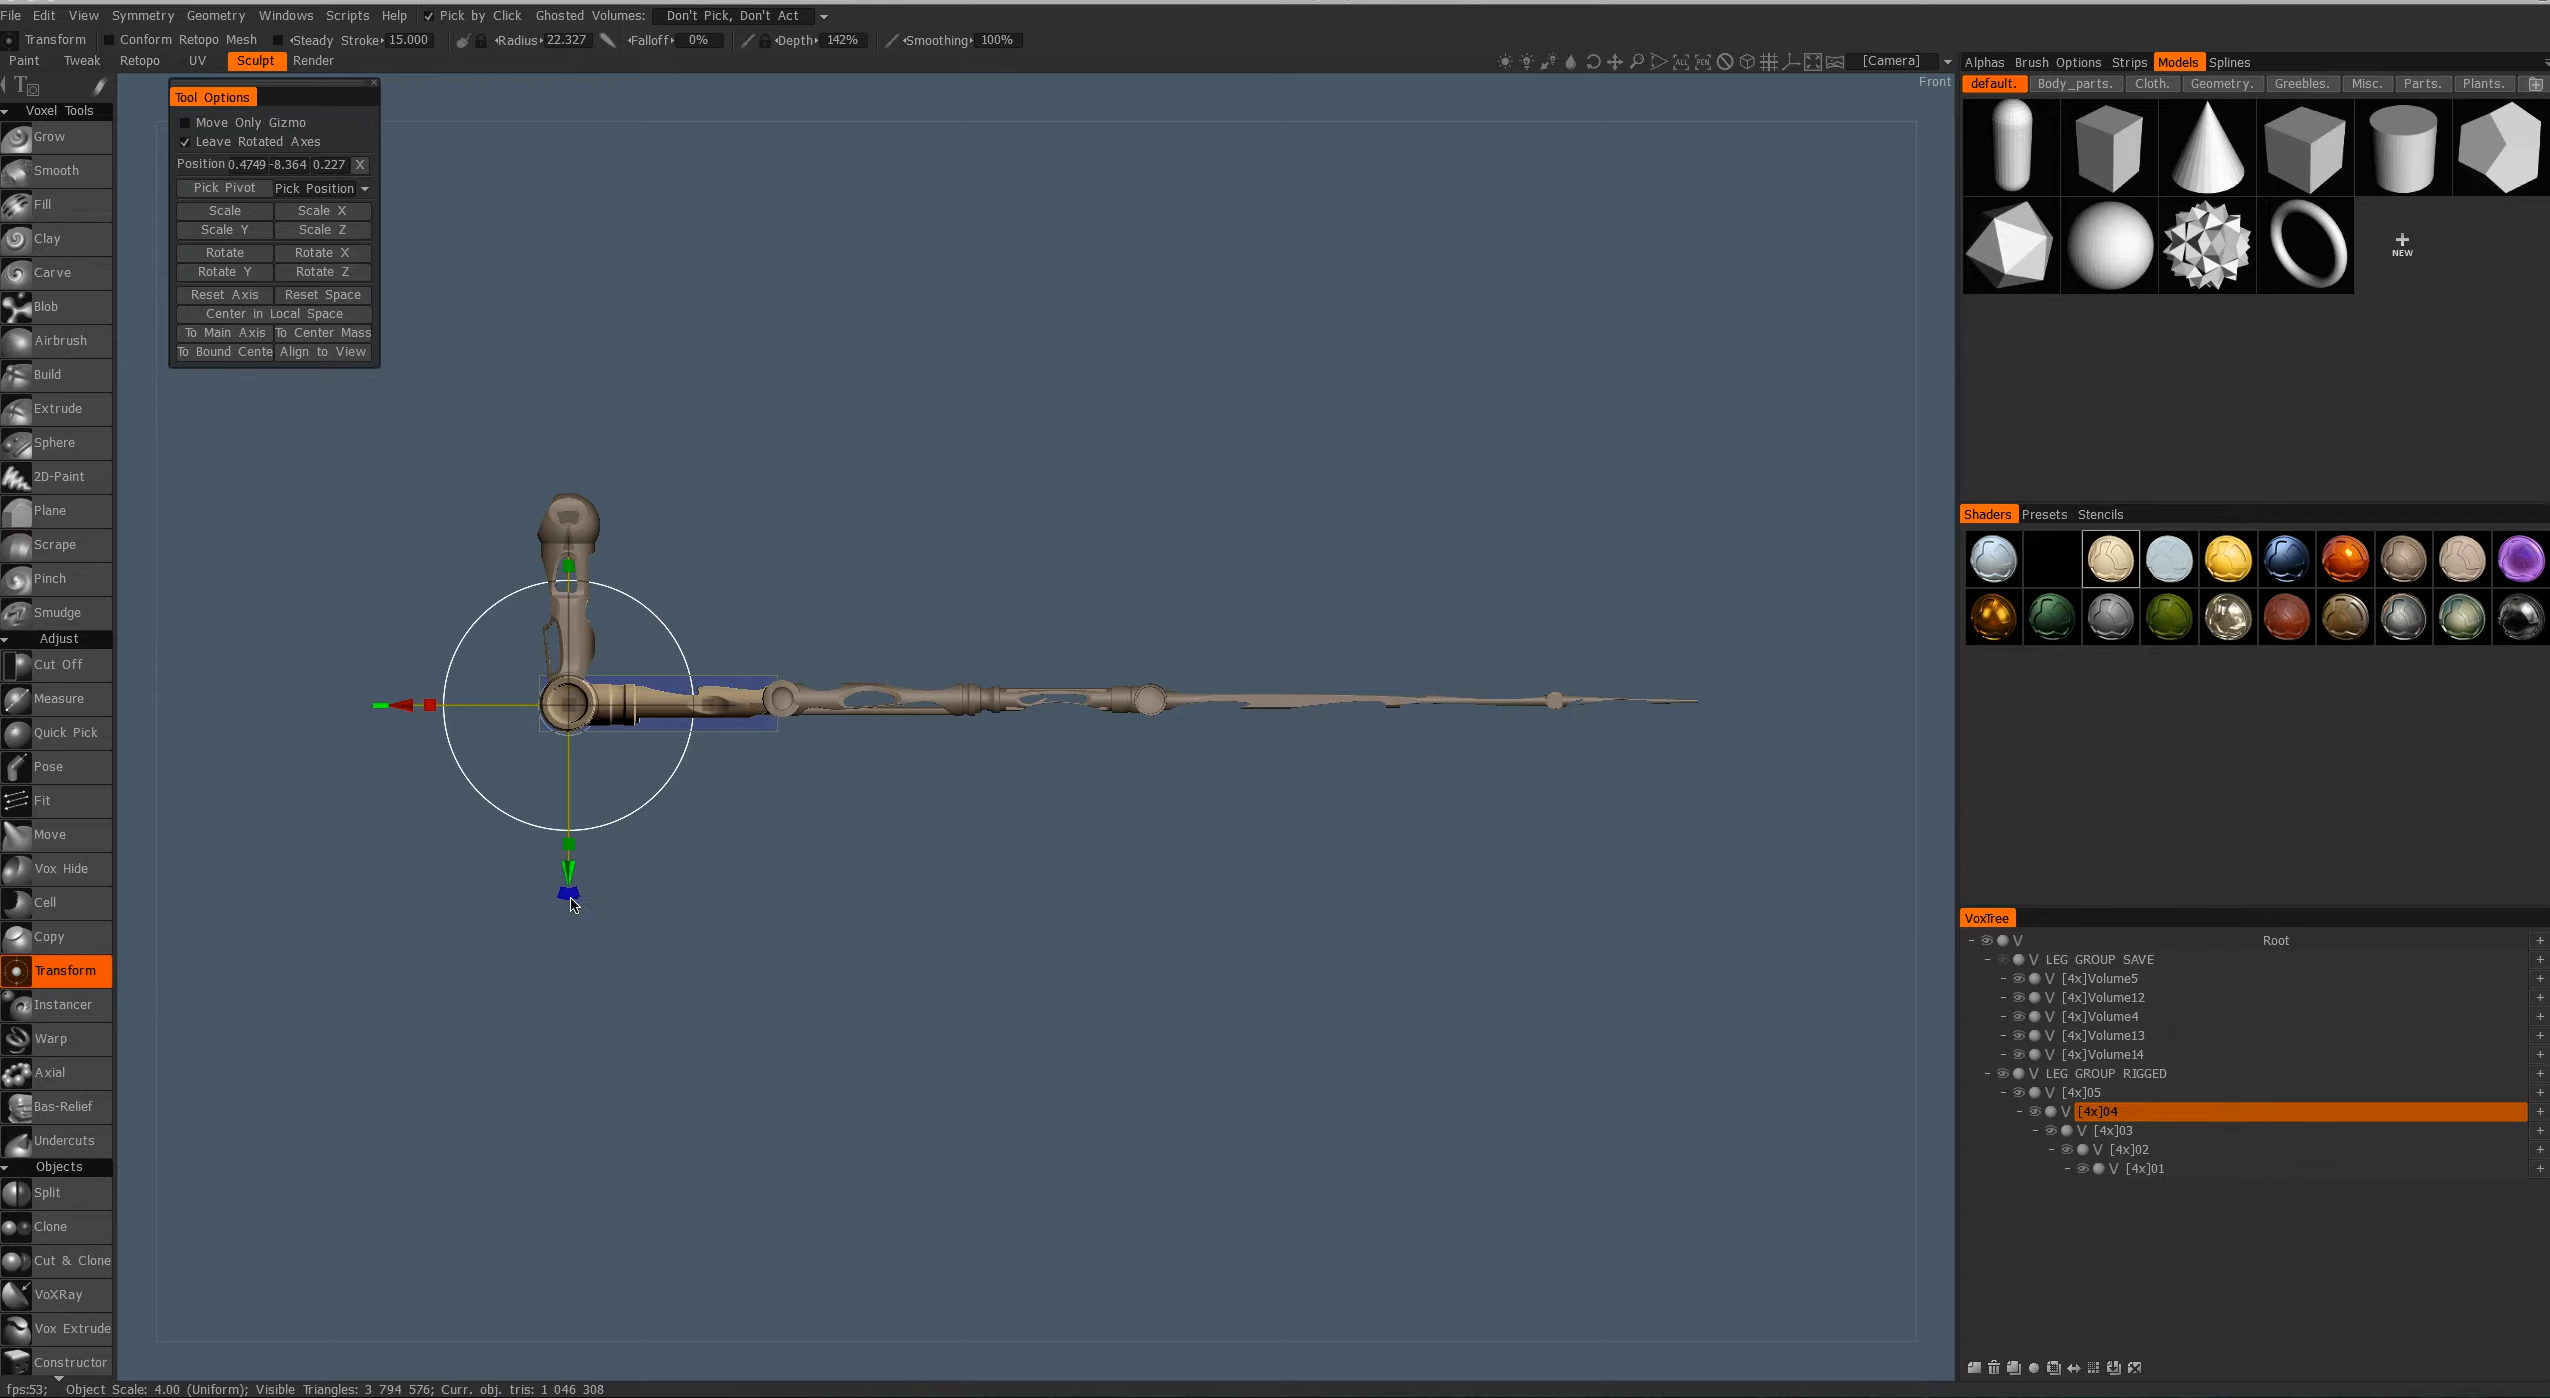 File Edit View Symmetry Geometry Windows Scripts Help Pick by Click Ghosted Volumes: Don't Pick, Don't Act
Transform Conform Retopo Mesh Steady Stroke 15.000 Radius 22.327 Falloff 0% Depth 142% Smoothing 100%
Paint Tweak Retopo UV Sculpt Render [Camera]
Front
T
Voxel Tools
Grow
Smooth
Fill
Clay
Carve
Blob
Airbrush
Build
Extrude
Sphere
2D-Paint
Plane
Scrape
Pinch
Smudge
Adjust
Cut Off
Measure
Quick Pick
Pose
Fit
Move
Vox Hide
Cell
Copy
Transform
Instancer
Warp
Axial
Bas-Relief
Undercuts
Objects
Split
Clone
Cut & Clone
VoXRay
Vox Extrude
Constructor
Tool Options
Move Only Gizmo
Leave Rotated Axes
Position 0.4749 -8.364 0.227 X
Pick Pivot Pick Position
Scale Scale X
Scale Y Scale Z
Rotate Rotate X
Rotate Y Rotate Z
Reset Axis Reset Space
Center in Local Space
To Main Axis To Center Mass
To Bound Cente Align to View
Alphas Brush Options Strips Models Splines
default. Body_parts. Cloth. Geometry. Greebles. Misc. Parts. Plants.
+
NEW
Shaders Presets Stencils
VoxTree
- V Root +
- V LEG GROUP SAVE +
- V [4x]Volume5 +
- V [4x]Volume12 +
- V [4x]Volume4 +
- V [4x]Volume13 +
- V [4x]Volume14 +
- V LEG GROUP RIGGED +
- V [4x]05 +
- V [4x]04 +
- V [4x]03 +
- V [4x]02 +
- V [4x]01 +
fps:53; Object Scale: 4.00 (Uniform); Visible Triangles: 3 794 576; Curr. obj. tris: 1 046 308